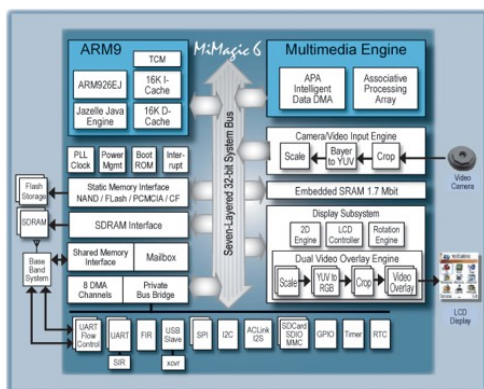 ARM9
MiMagic 6
Multimedia Engine
TCM
ARM926EJ
16K I-
Cache
Jazelle Java
Engine
16K D-
Cache
APA
Intelligent
Data DMA
Associative
Processing
Array
Seven-Layered 32-bit System Bus
PLL
Clock
Power
Mgmt
Boot
ROM
Inter-
rupt
Camera/Video Input Engine
Scale
Bayer
to YUV
Crop
Video
Camera
Flash
Storage
Static Memory Interface
NAND / FLash / PCMCIA / CF
Embedded SRAM 1.7 Mbit
SDRAM
SDRAM Interface
Display Subsystem
2D
Engine
LCD
Controller
Rotation
Engine
Base
Band
System
Shared Memory
Interface
Mailbox
Dual Video Overlay Engine
Scale
YUV to
RGB
Crop
Video
Overlay
LCD
Display
8 DMA
Channels
Private
Bus Bridge
UART
Flow
Control
UART
FIR
USB
Slave
SPI
I2C
ACLink
I2S
SDCard
SDIO
MMC
GPIO
Timer
RTC
SIR
xcvr